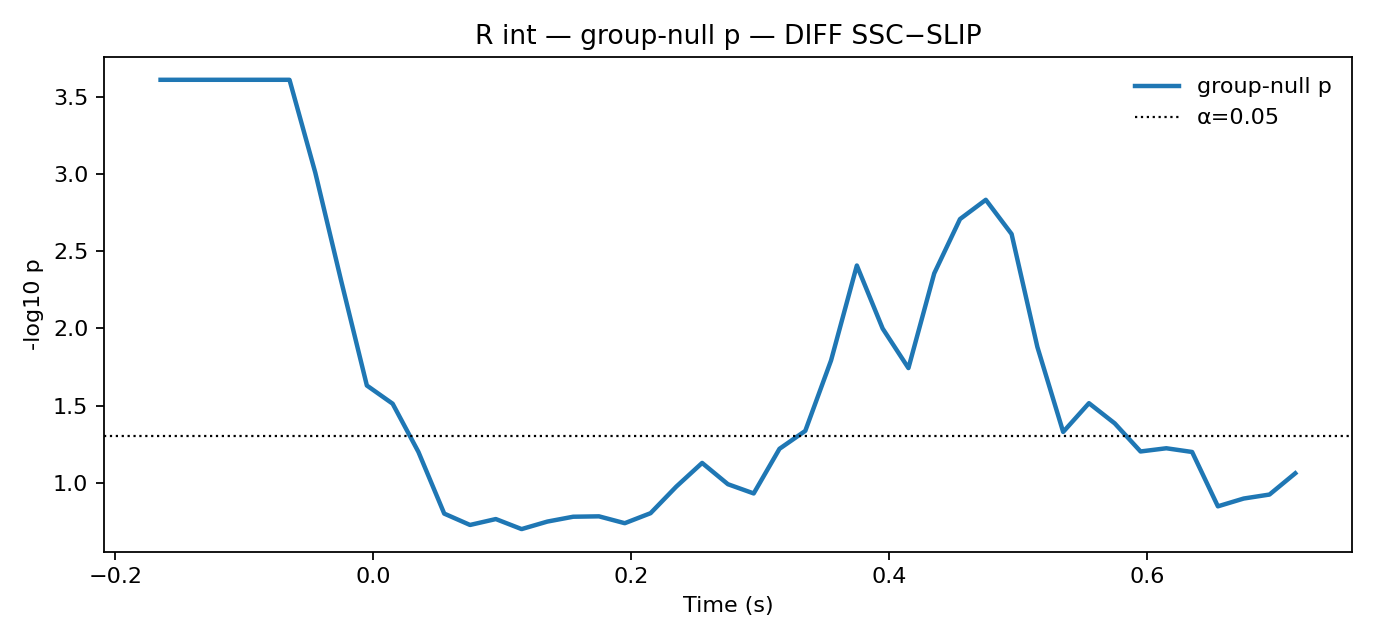 R int — group-null p — DIFF SSC−SLIP
group-null p
α=0.05
-log10 p
3.5
3.0
2.5
2.0
1.5
1.0
−0.2
0.0
0.2
0.4
0.6
Time (s)